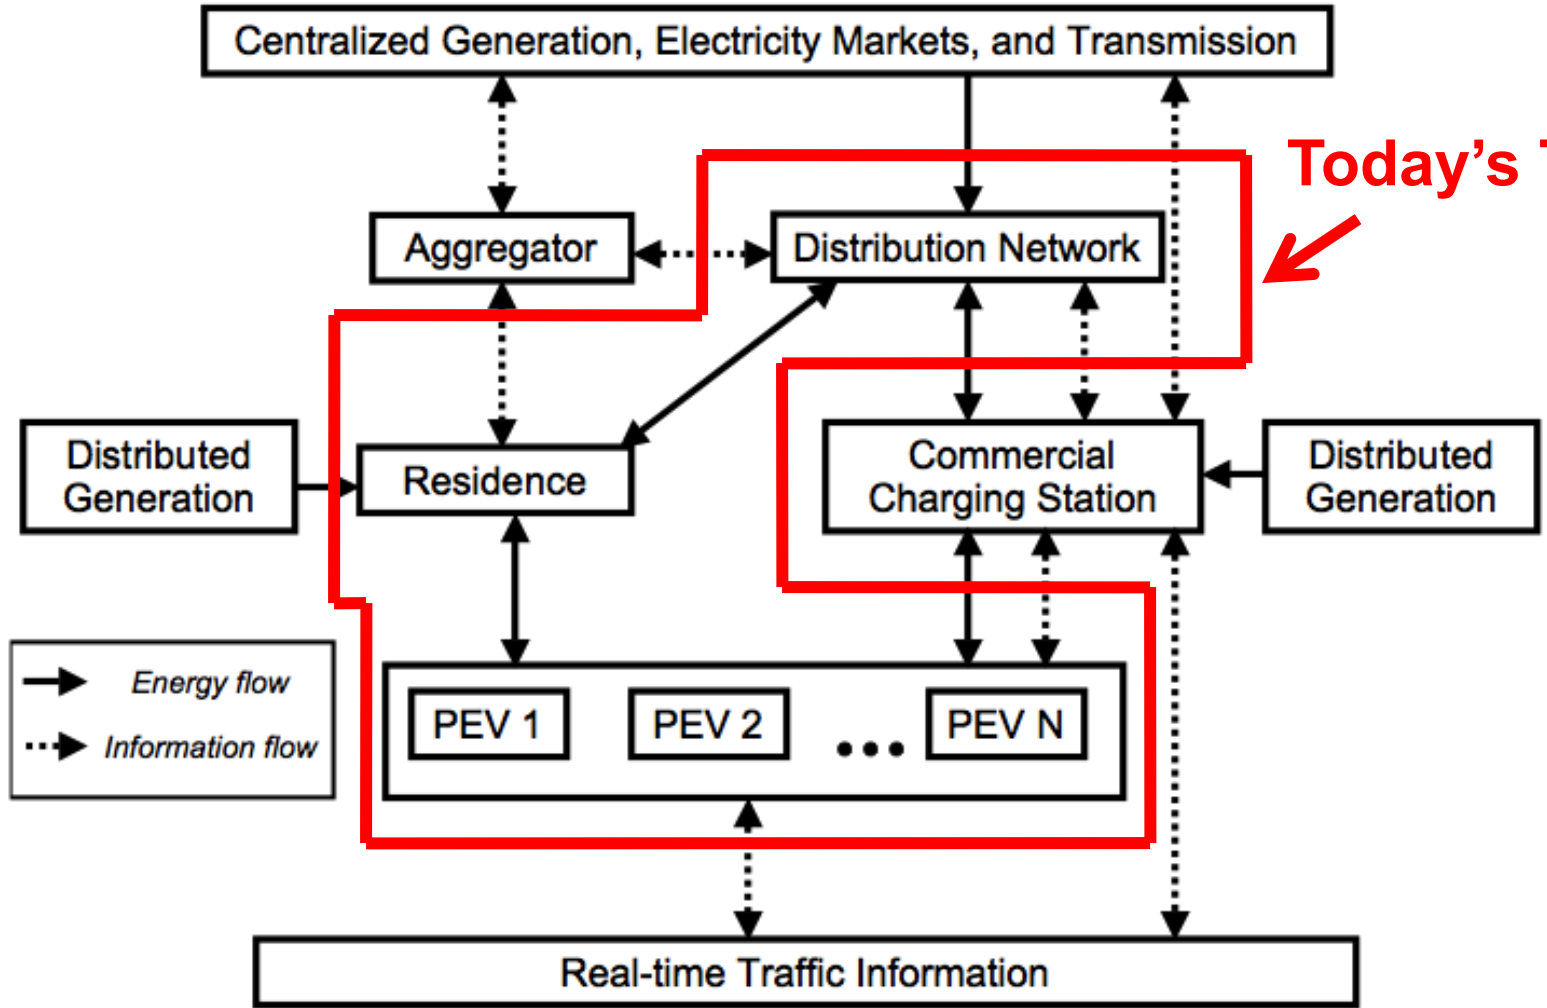 Centralized Generation, Electricity Markets, and Transmission
Today's
Aggregator
Distribution Network
Distributed
Generation
Residence
Commercial
Charging Station
Distributed
Generation
Energy flow
Information flow
PEV 1
PEV 2
•••
PEV N
Real-time Traffic Information